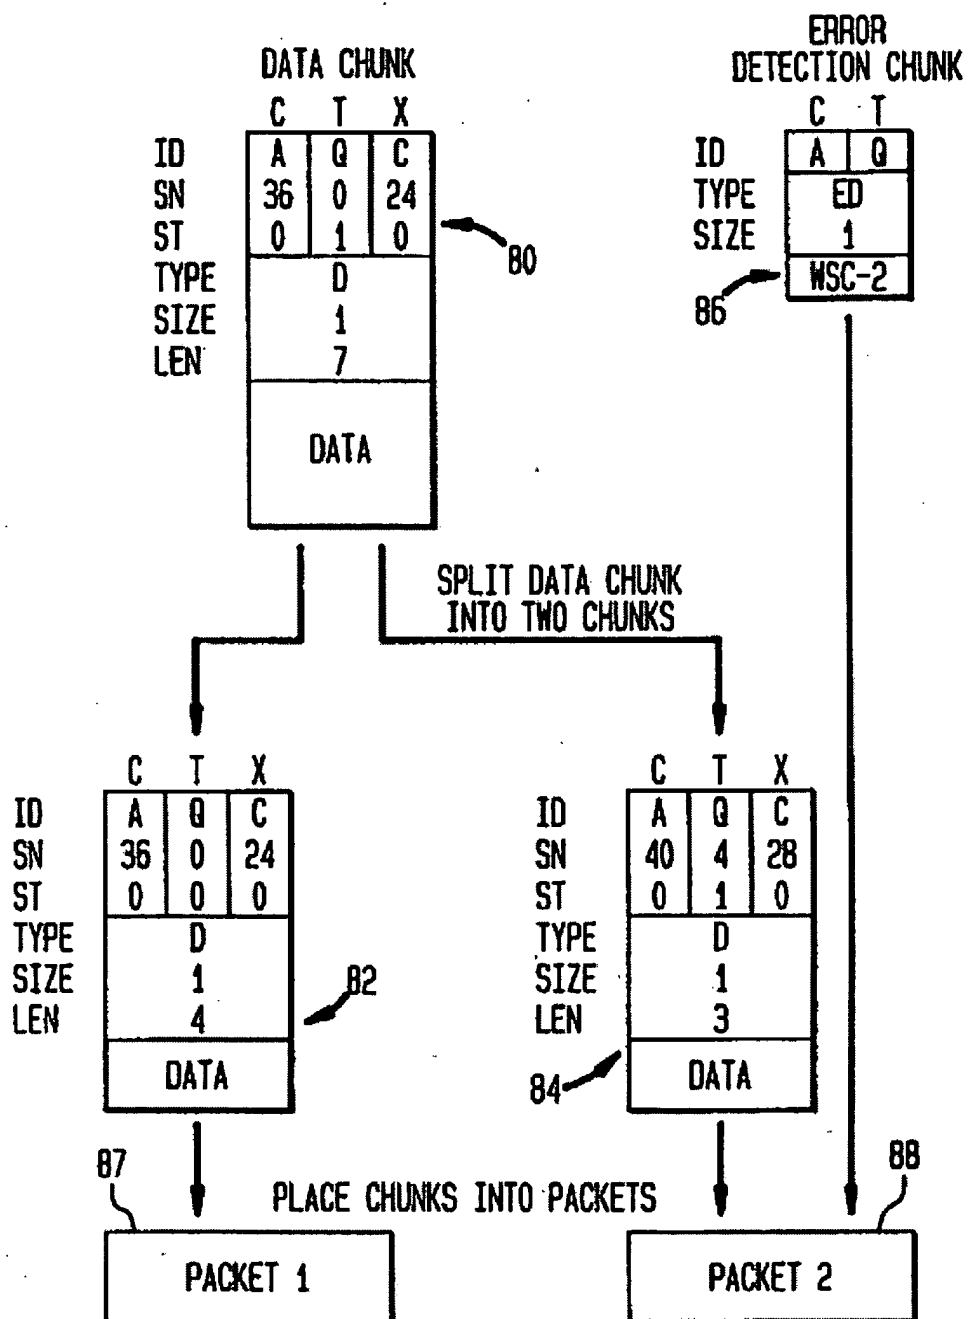 DATA CHUNK
C T X
ID A Q C
SN 36 0 24
ST 0 1 0
TYPE D
SIZE 1
LEN 7
DATA
80
ERROR
DETECTION CHUNK
C T
ID A Q
TYPE ED
SIZE 1
WSC-2
86
SPLIT DATA CHUNK
INTO TWO CHUNKS
C T X
ID A Q C
SN 36 0 24
ST 0 0 0
TYPE D
SIZE 1
LEN 4
DATA
82
C T X
ID A Q C
SN 40 4 28
ST 0 1 0
TYPE D
SIZE 1
LEN 3
DATA
84
PLACE CHUNKS INTO PACKETS
87
PACKET 1
88
PACKET 2